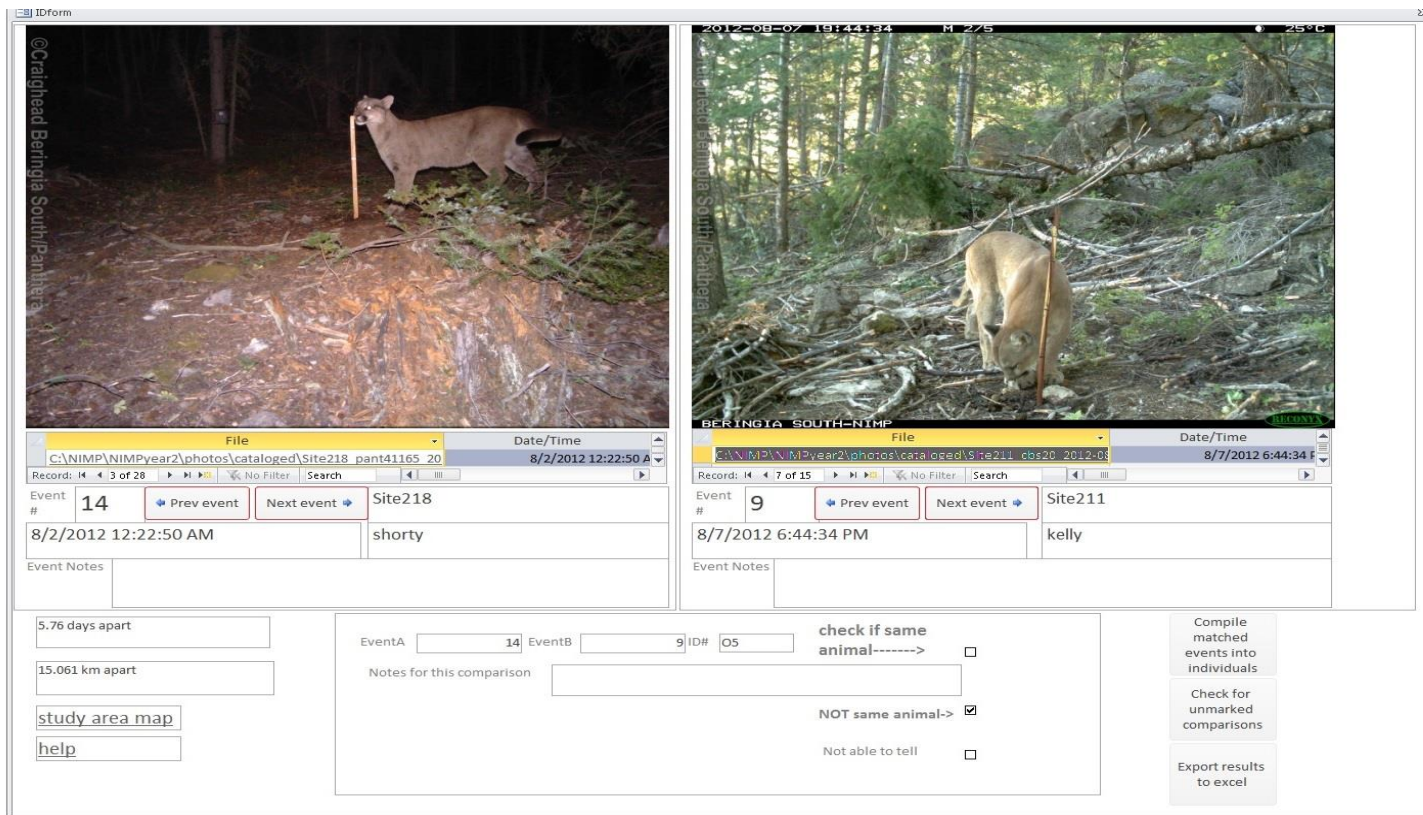 IDform
©Craighead Beringia South/Panthera
2012-08-07 19:44:34 M 2/5 25°C
Craighead Beringia South/Panthera
BERINGIA SOUTH-NIMP
RECONYX
File Date/Time
C:\NIMP\NIMPyear2\photos\cataloged\Site218_pant41165_20 8/2/2012 12:22:50 A
Record: 3 of 28 No Filter Search
Event # 14 Prev event Next event Site218
8/2/2012 12:22:50 AM shorty
Event Notes
File Date/Time
C:\NIMP\NIMPyear2\photos\cataloged\Site211_cbs20_2012-08 8/7/2012 6:44:34 P
Record: 7 of 15 No Filter Search
Event # 9 Prev event Next event Site211
8/7/2012 6:44:34 PM kelly
Event Notes
5.76 days apart
15.061 km apart
study area map
help
EventA 14 EventB 9 ID# O5
check if same
animal------->
Notes for this comparison
NOT same animal->
Not able to tell
Compile
matched
events into
individuals
Check for
unmarked
comparisons
Export results
to excel